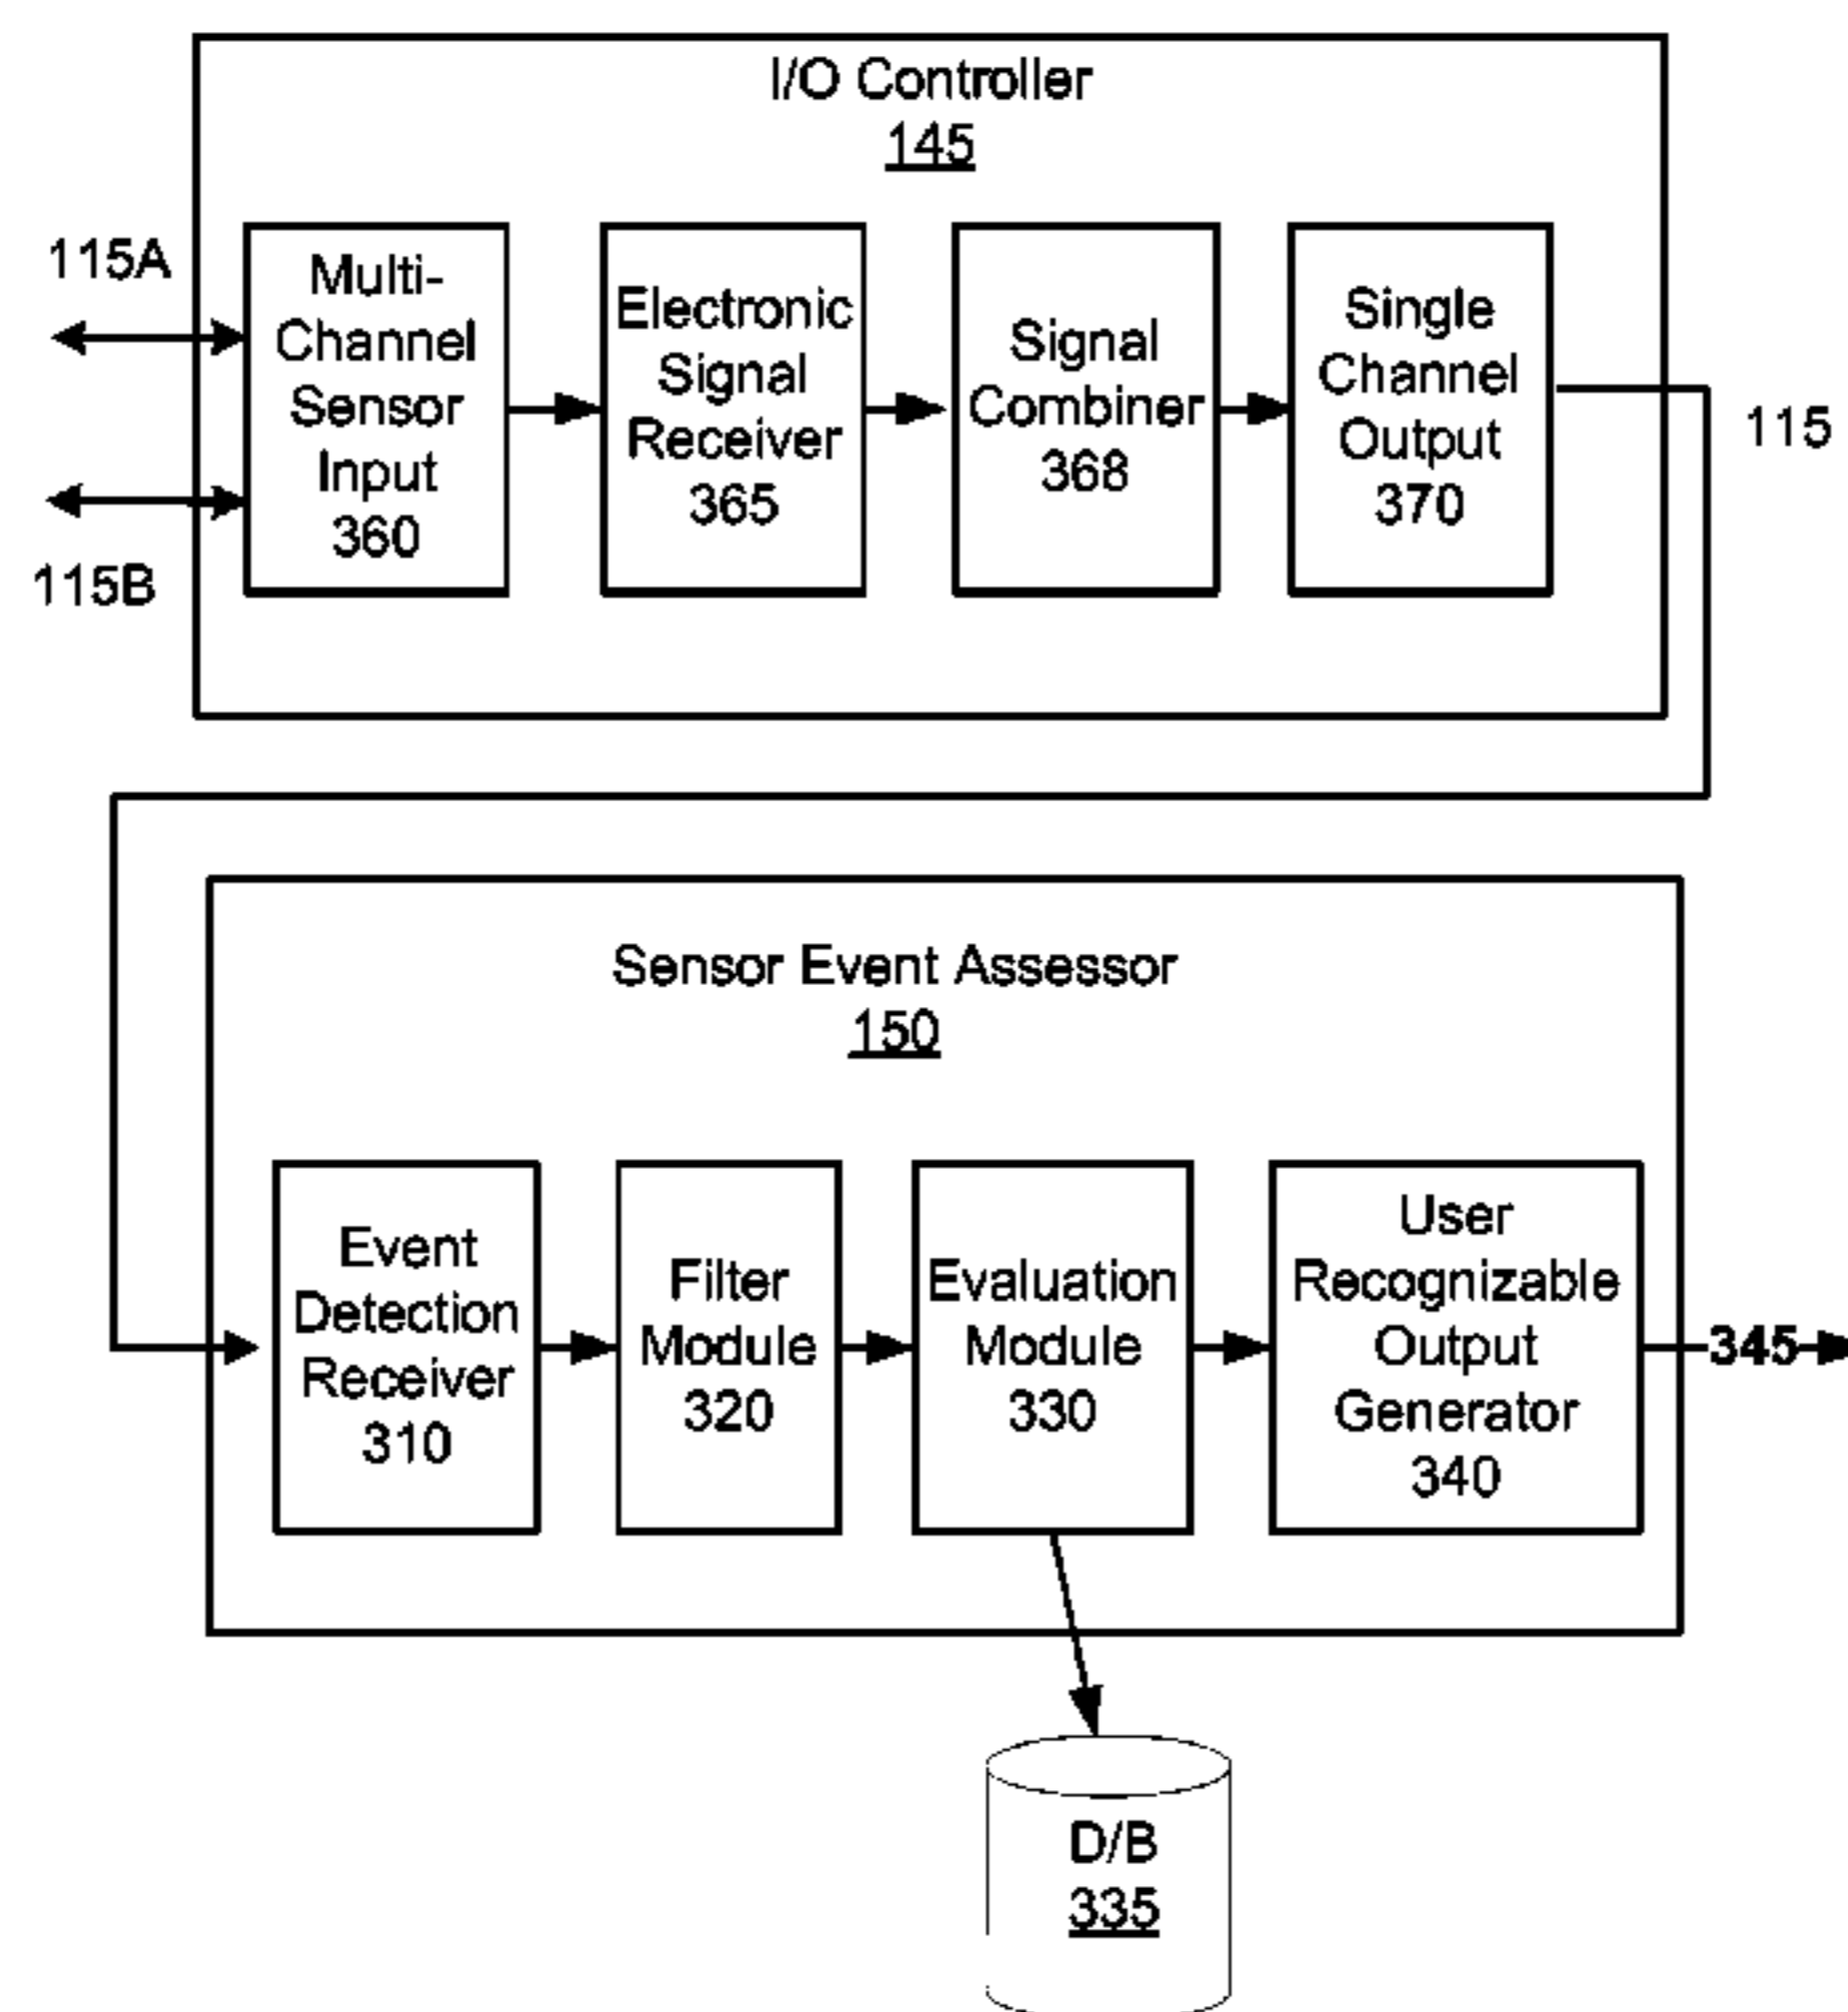 I/O Controller
145
115A
115B
Multi-
Channel
Sensor
Input
360
Electronic
Signal
Receiver
365
Signal
Combiner
368
Single
Channel
Output
370
115
Sensor Event Assessor
150
Event
Detection
Receiver
310
Filter
Module
320
Evaluation
Module
330
User
Recognizable
Output
Generator
340
345
D/B
335